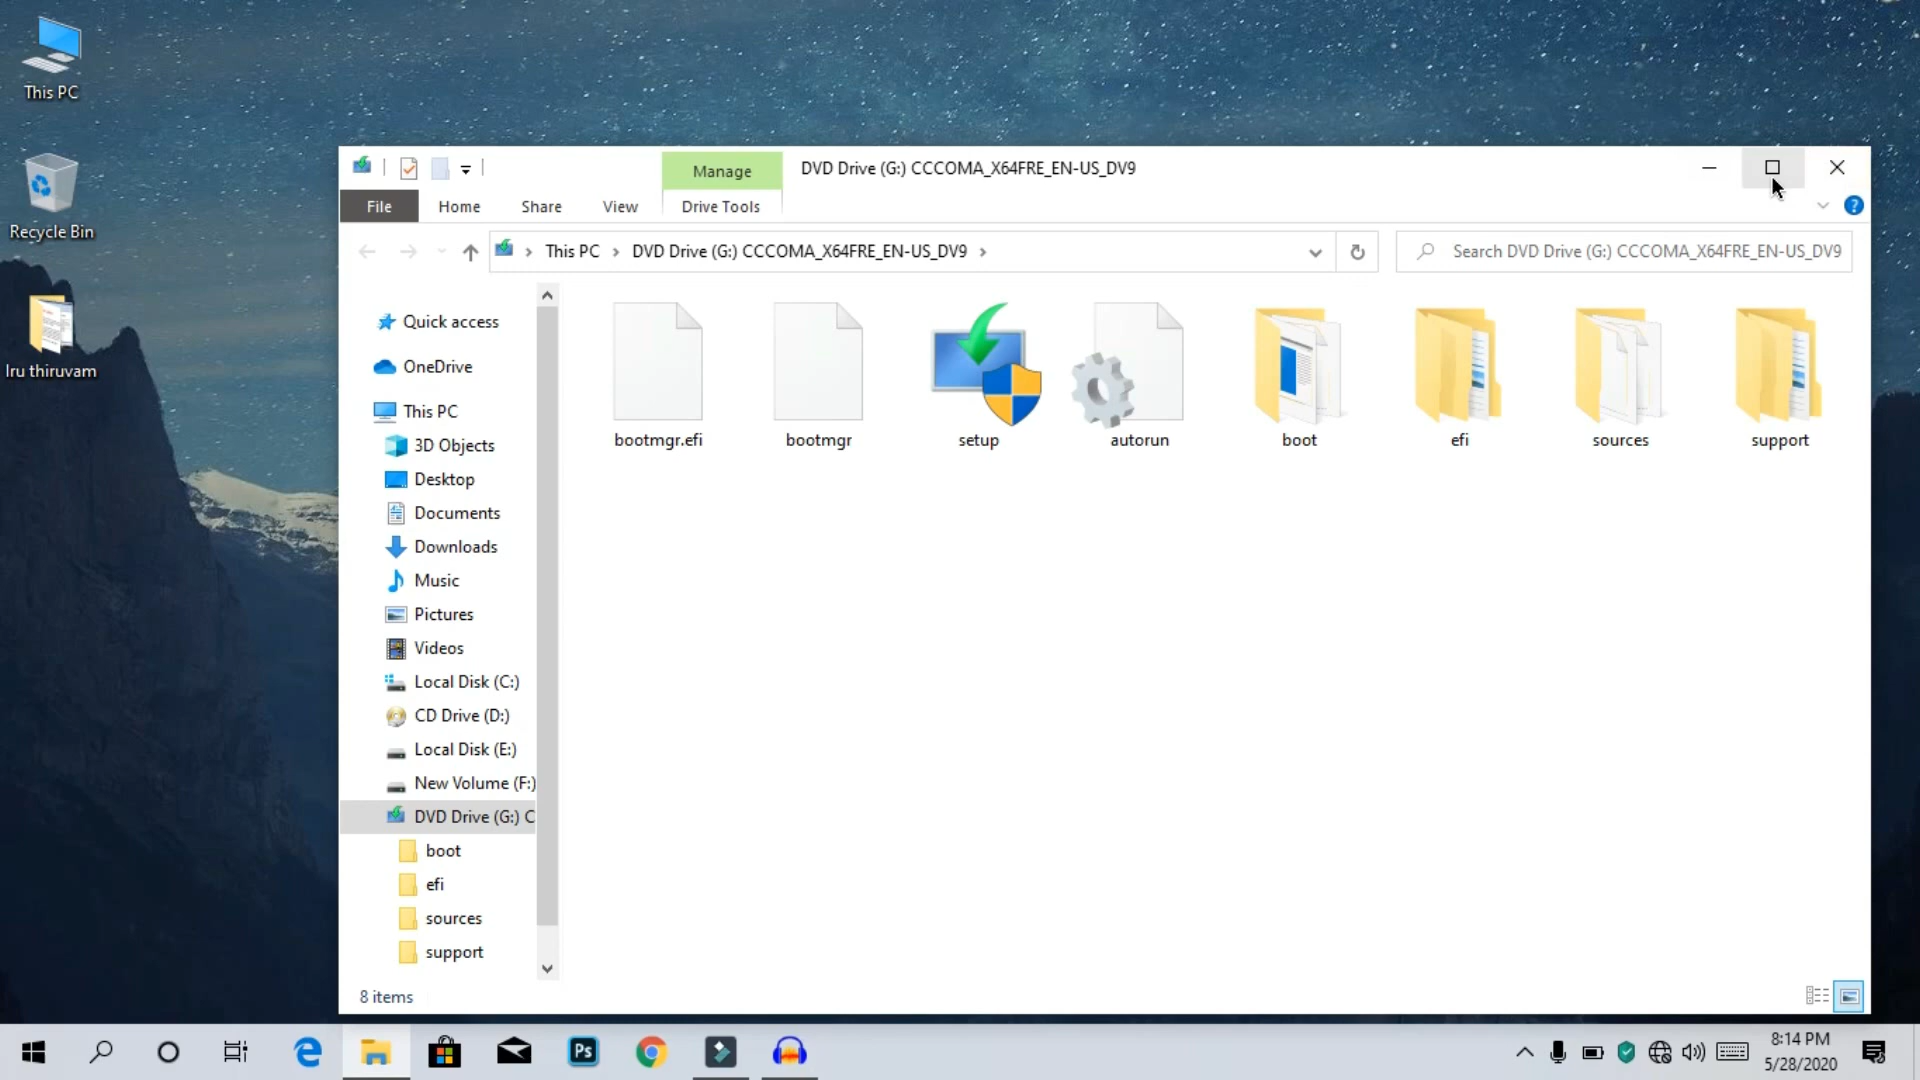 This PC
Recycle Bin
Iru thiruvam
Manage
DVD Drive (G:) CCCOMA_X64FRE_EN-US_DV9
File
Home
Share
View
Drive Tools
This PC
DVD Drive (G:) CCCOMA_X64FRE_EN-US_DV9
Search DVD Drive (G:) CCCOMA_X64FRE_EN-US_DV9
Quick access
OneDrive
This PC
3D Objects
Desktop
Documents
Downloads
Music
Pictures
Videos
Local Disk (C:)
CD Drive (D:)
Local Disk (E:)
New Volume (F:)
DVD Drive (G:) C
boot
efi
sources
support
bootmgr.efi
bootmgr
setup
autorun
boot
efi
sources
support
8 items
Ps
8:14 PM
5/28/2020